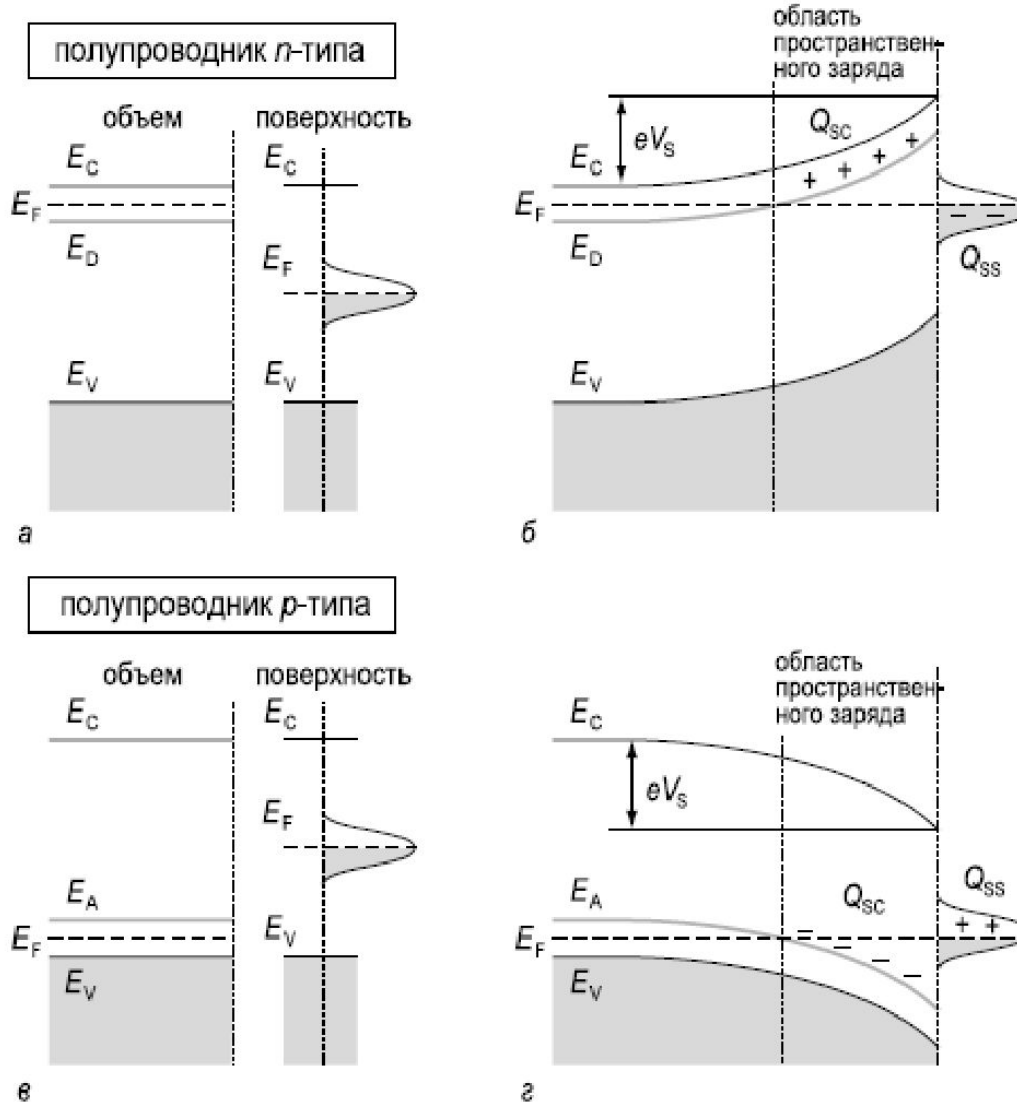 полупроводник n-типа
объем
поверхность
E_C
E_F
E_D
E_V
E_C
E_F
E_V
а
область
пространствен-
ного заряда
eV_S
Q_SC
E_C
E_F
E_D
Q_SS
E_V
+ + + +
– –
б
полупроводник p-типа
объем
поверхность
E_C
E_A
E_F
E_V
E_C
E_F
E_V
в
область
пространствен-
ного заряда
E_C
eV_S
E_A
Q_SC
Q_SS
+ +
E_F
– – – –
E_V
г